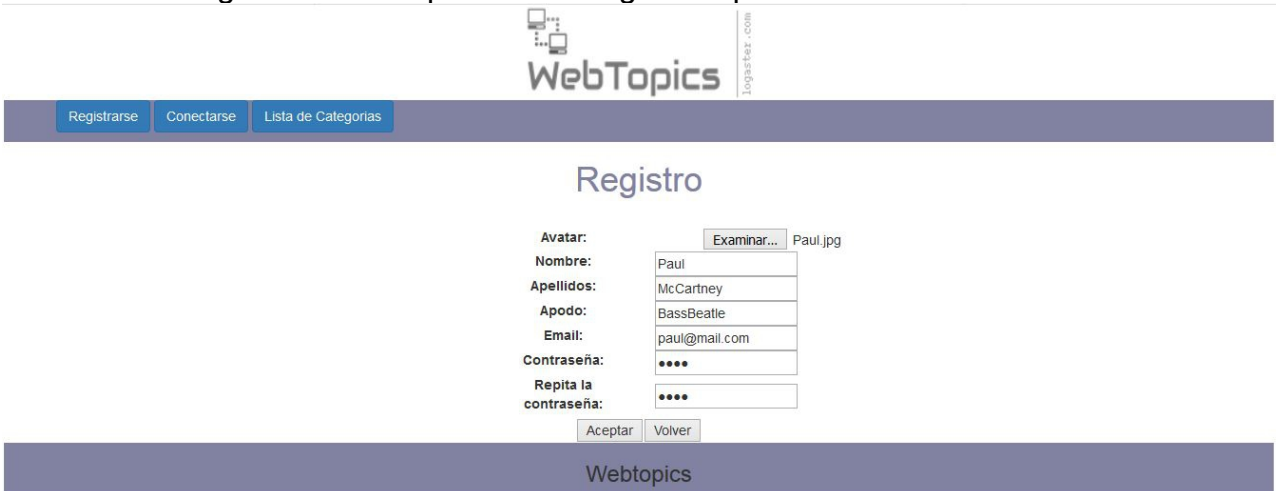 WebTopics
logaster.com
Registrarse Conectarse Lista de Categorias
Registro
Avatar: Examinar... Paul.jpg
Nombre: Paul
Apellidos: McCartney
Apodo: BassBeatle
Email: paul@mail.com
Contraseña: ••••
Repita la
contraseña: ••••
Aceptar Volver
Webtopics